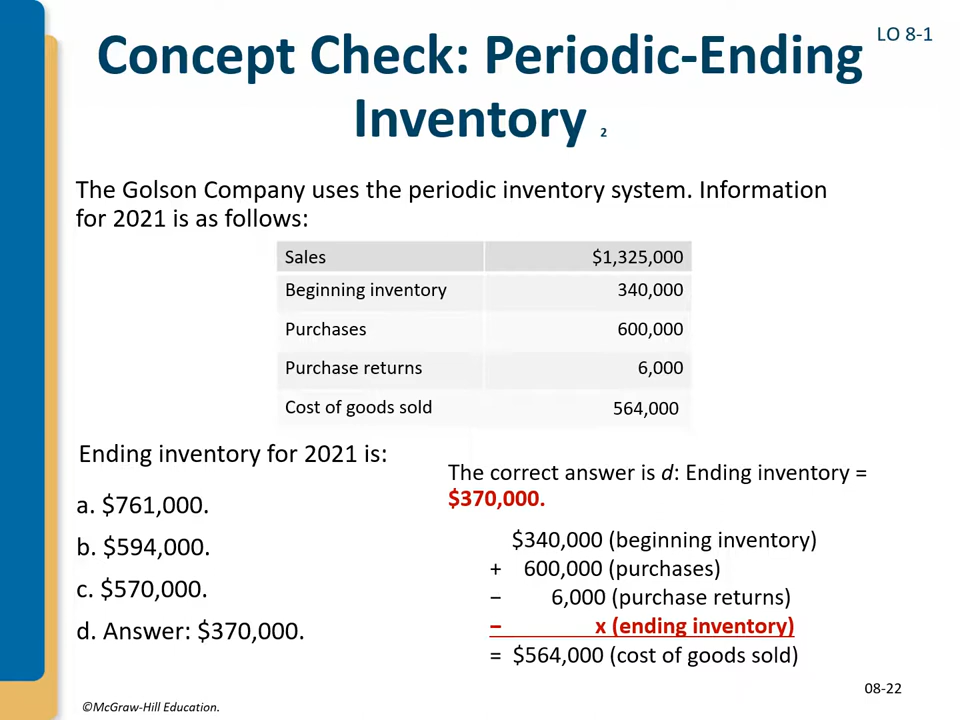 LO 8-1
Concept Check: Periodic-Ending
Inventory 2
The Golson Company uses the periodic inventory system. Information
for 2021 is as follows:
Sales $1,325,000
Beginning inventory 340,000
Purchases 600,000
Purchase returns 6,000
Cost of goods sold 564,000
Ending inventory for 2021 is:
a. $761,000.
b. $594,000.
c. $570,000.
d. Answer: $370,000.
The correct answer is d: Ending inventory =
$370,000.
$340,000 (beginning inventory)
+ 600,000 (purchases)
− 6,000 (purchase returns)
− x (ending inventory)
= $564,000 (cost of goods sold)
08-22
©McGraw-Hill Education.